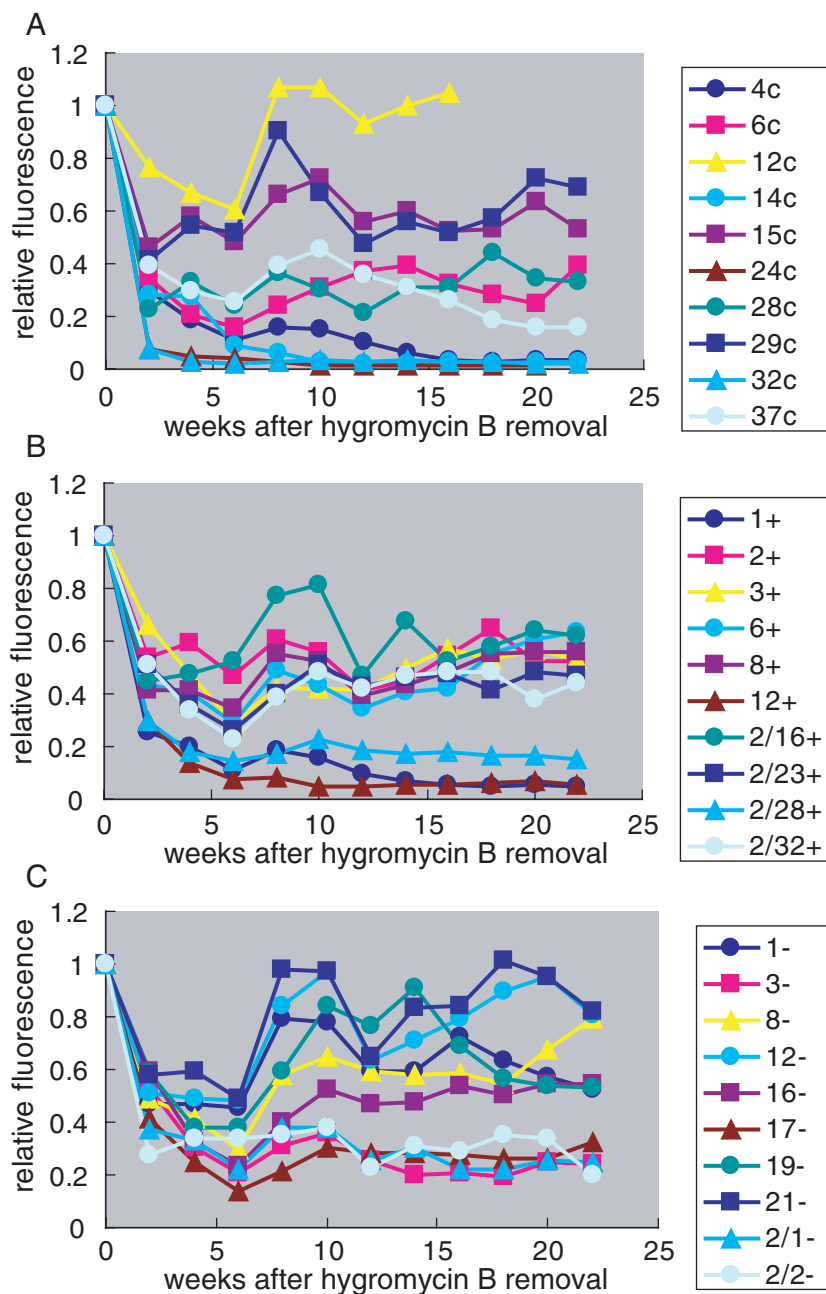 A
1.2
1
0.8
0.6
0.4
0.2
0
0 5 10 15 20 25
relative fluorescence
weeks after hygromycin B removal
4c
6c
12c
14c
15c
24c
28c
29c
32c
37c
B
1.2
1
0.8
0.6
0.4
0.2
0
0 5 10 15 20 25
relative fluorescence
weeks after hygromycin B removal
1+
2+
3+
6+
8+
12+
2/16+
2/23+
2/28+
2/32+
C
1.2
1
0.8
0.6
0.4
0.2
0
0 5 10 15 20 25
relative fluorescence
weeks after hygromycin B removal
1-
3-
8-
12-
16-
17-
19-
21-
2/1-
2/2-